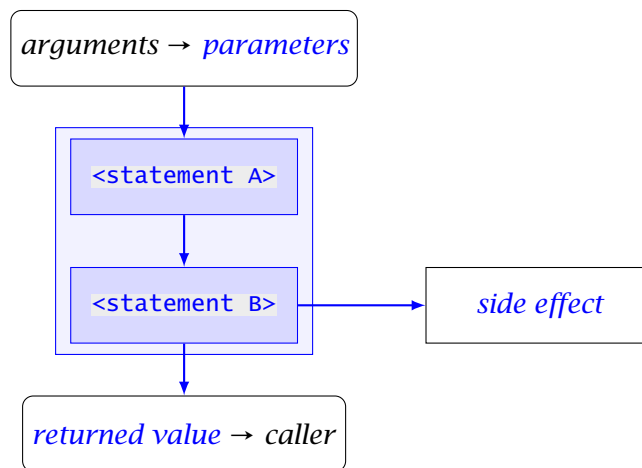 arguments → parameters
<statement A>
<statement B>
side effect
returned value → caller